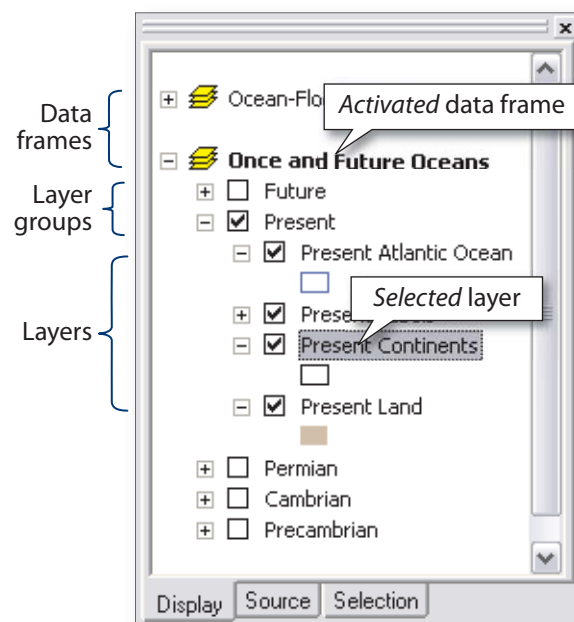 Ocean-Flo
Activated data frame
Data
frames
Once and Future Oceans
Layer
groups
Future
Present
Present Atlantic Ocean
Selected layer
Layers
Present Continents
Present Land
Permian
Cambrian
Precambrian
Display Source Selection